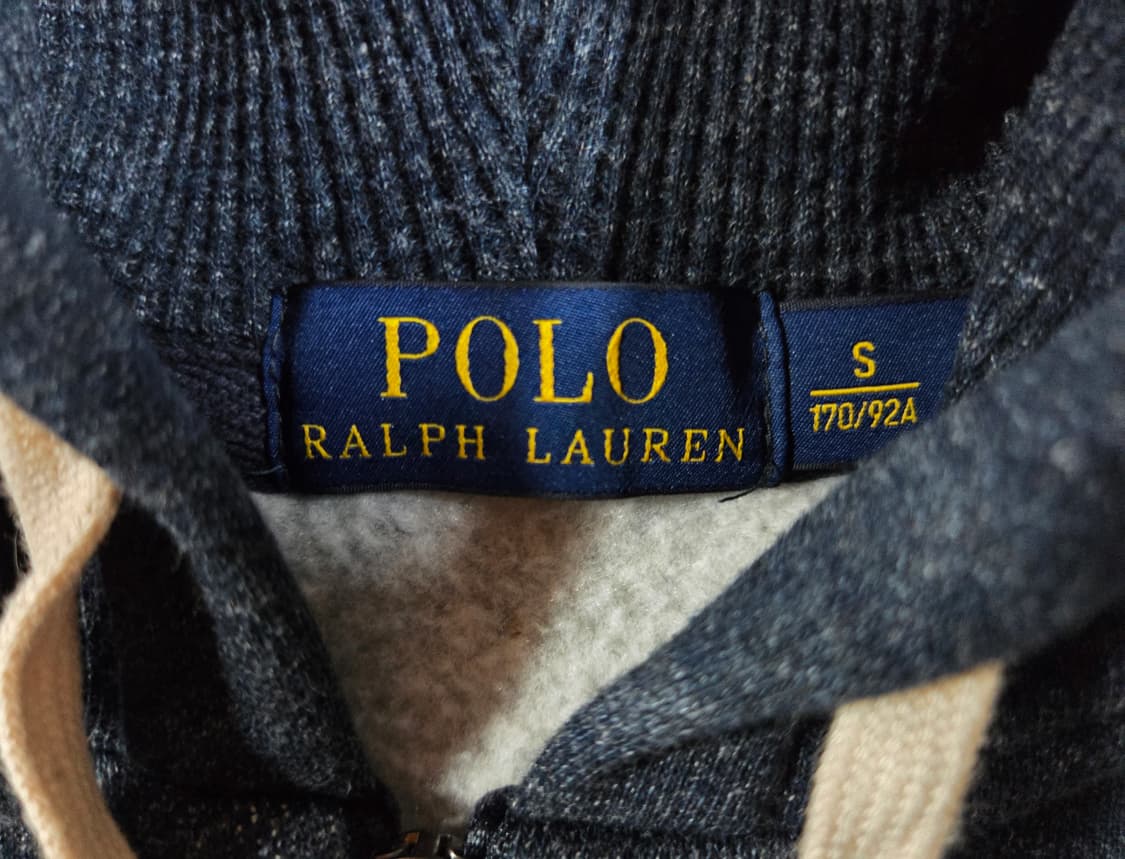 POLO
RALPH LAUREN
S
170/92A